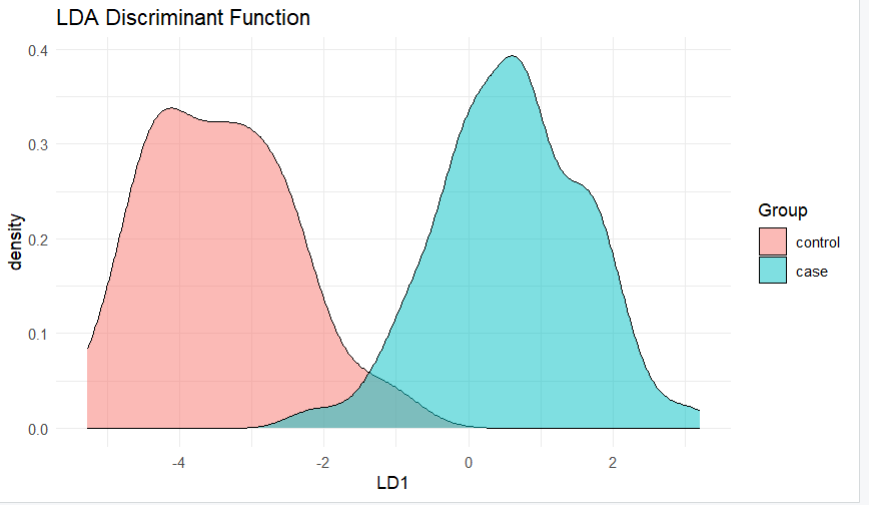 LDA Discriminant Function
0.4
0.3
0.2
0.1
0.0
density
-4 -2 0 2
LD1
Group
control
case